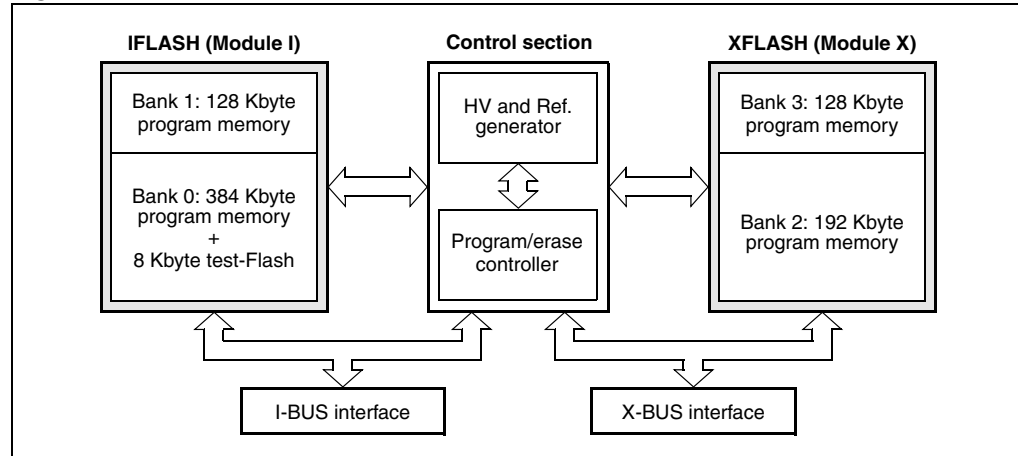 IFLASH (Module I)
Bank 1: 128 Kbyte
program memory
Bank 0: 384 Kbyte
program memory
+
8 Kbyte test-Flash
Control section
HV and Ref.
generator
Program/erase
controller
XFLASH (Module X)
Bank 3: 128 Kbyte
program memory
Bank 2: 192 Kbyte
program memory
I-BUS interface
X-BUS interface